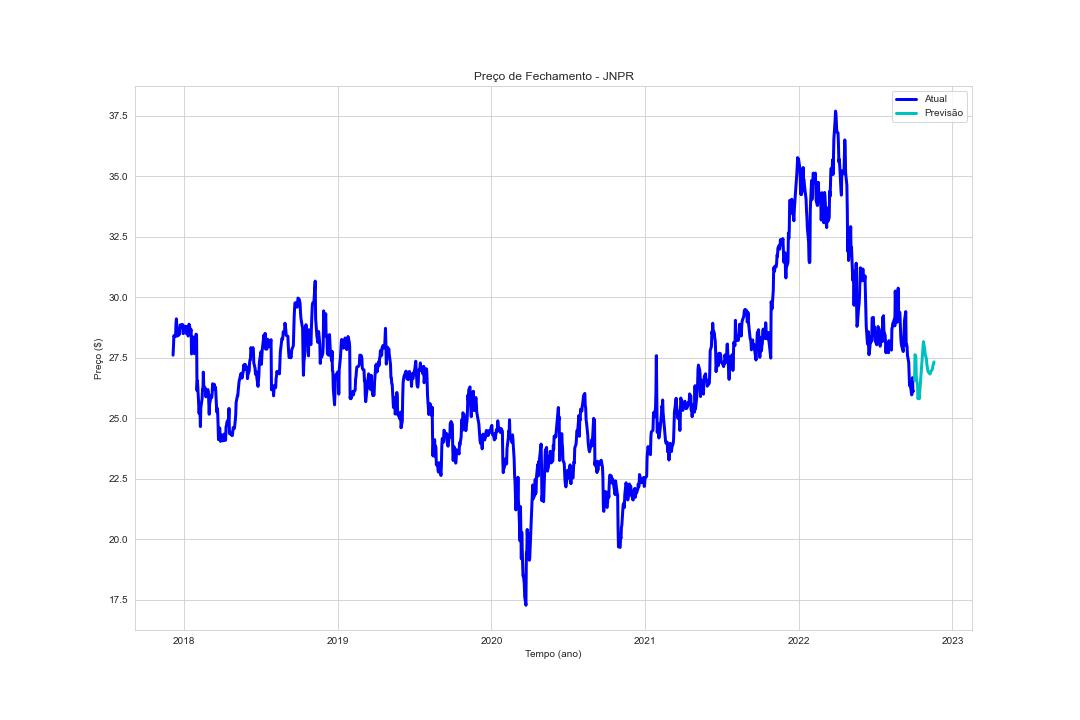 Preço de Fechamento - JNPR
Atual
Previsão
Preço ($)
37.5
35.0
32.5
30.0
27.5
25.0
22.5
20.0
17.5
2018 2019 2020 2021 2022 2023
Tempo (ano)